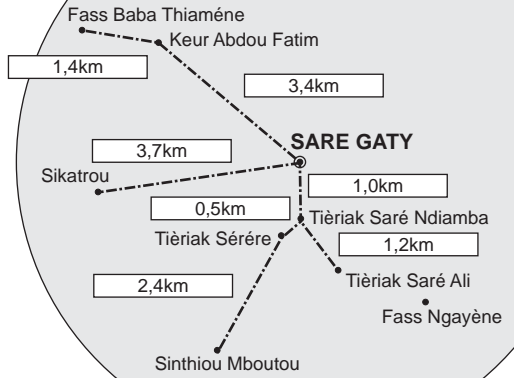 Fass Baba Thiaméne
Keur Abdou Fatim
1,4km
3,4km
SARE GATY
3,7km
Sikatrou
1,0km
0,5km
Tièriak Saré Ndiamba
Tièriak Sérére
1,2km
Tièriak Saré Ali
2,4km
Fass Ngayène
Sinthiou Mboutou